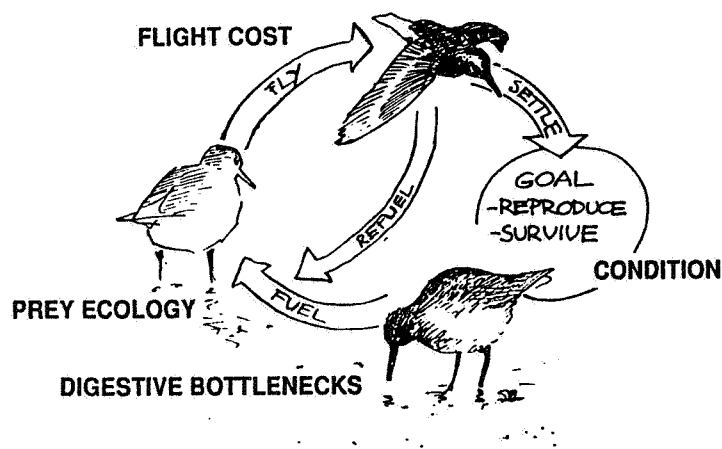 FLIGHT COST
FLY
SETTLE
GOAL
-REPRODUCE
-SURVIVE
REFUEL
CONDITION
FUEL
PREY ECOLOGY
DIGESTIVE BOTTLENECKS